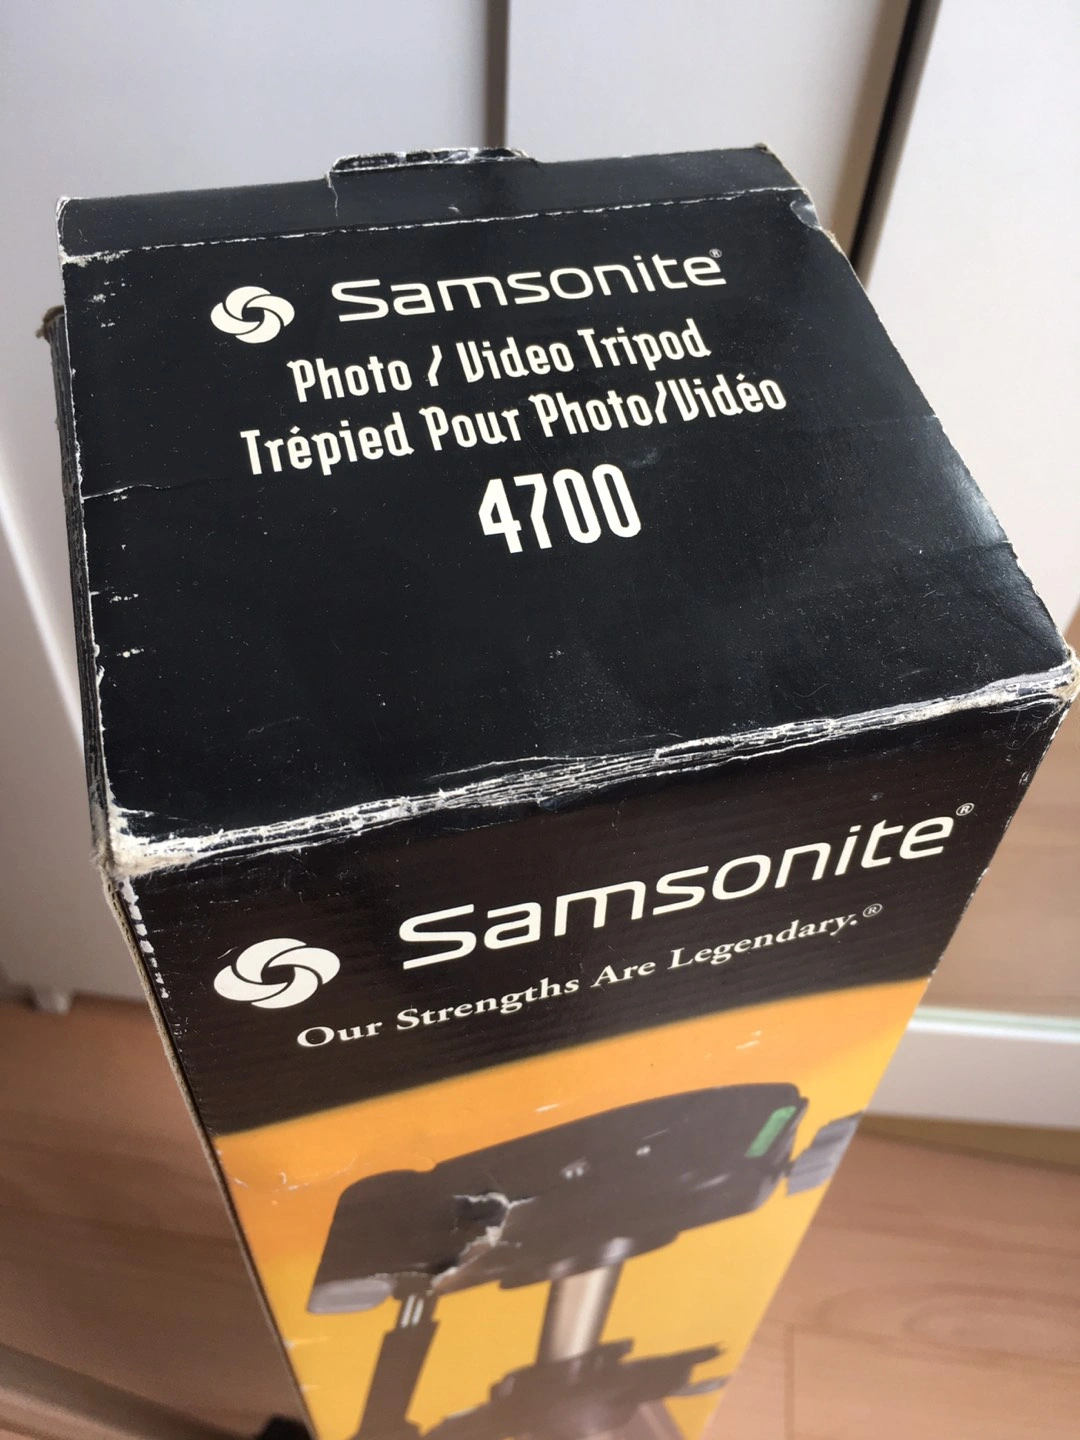 Samsonite®
Photo / Video Tripod
Trépied Pour Photo/Vidéo
4700
Samsonite®
Our Strengths Are Legendary.®